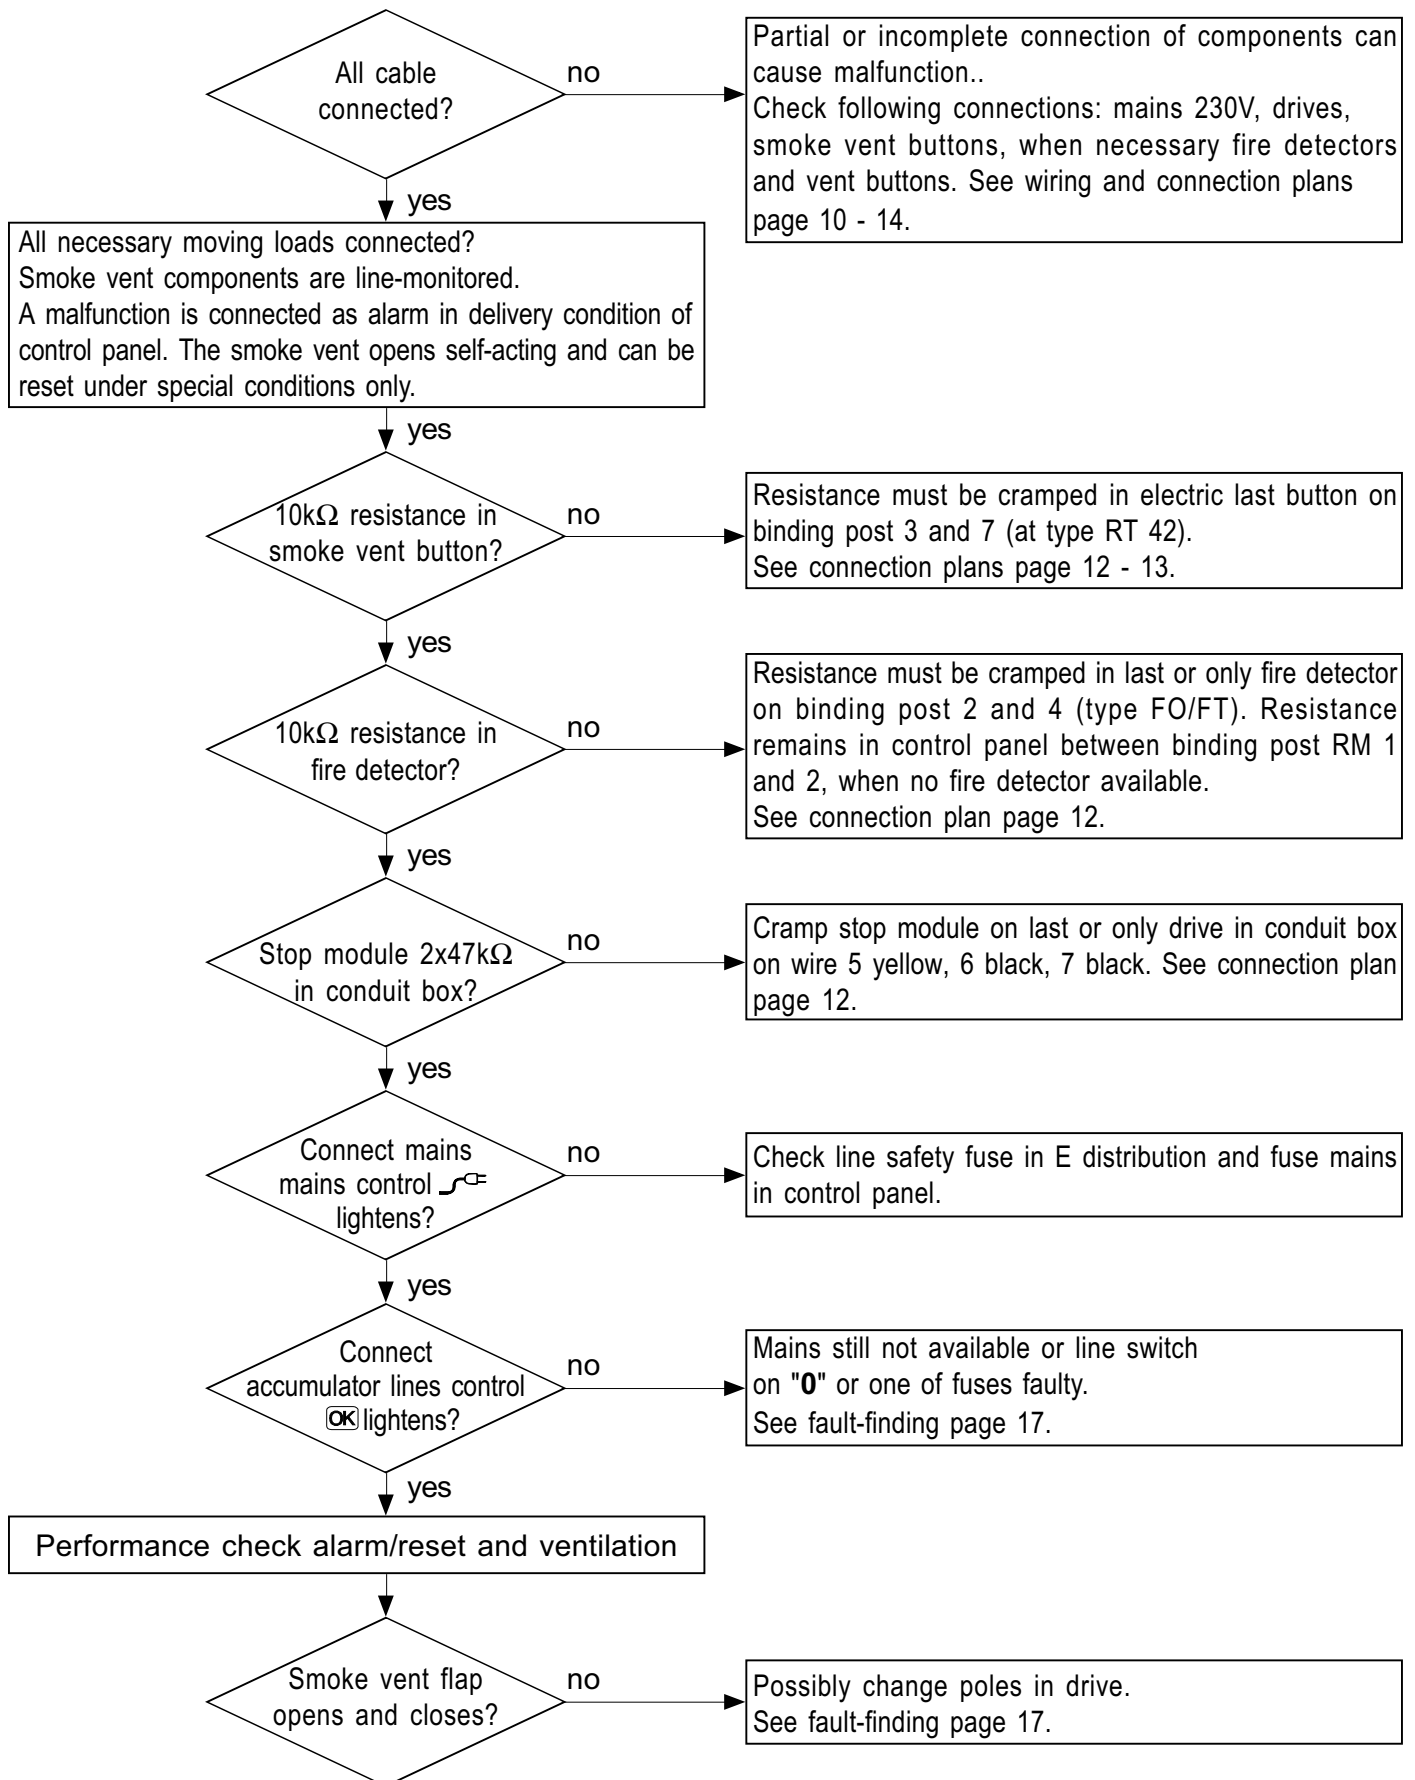 All cable
connected?
no
Partial or incomplete connection of components can
cause malfunction..
Check following connections: mains 230V, drives,
smoke vent buttons, when necessary fire detectors
and vent buttons. See wiring and connection plans
page 10 - 14.
yes
All necessary moving loads connected?
Smoke vent components are line-monitored.
A malfunction is connected as alarm in delivery condition of
control panel. The smoke vent opens self-acting and can be
reset under special conditions only.
yes
10kΩ resistance in
smoke vent button?
no
Resistance must be cramped in electric last button on
binding post 3 and 7 (at type RT 42).
See connection plans page 12 - 13.
yes
10kΩ resistance in
fire detector?
no
Resistance must be cramped in last or only fire detector
on binding post 2 and 4 (type FO/FT). Resistance
remains in control panel between binding post RM 1
and 2, when no fire detector available.
See connection plan page 12.
yes
Stop module 2x47kΩ
in conduit box?
no
Cramp stop module on last or only drive in conduit box
on wire 5 yellow, 6 black, 7 black. See connection plan
page 12.
yes
Connect mains
mains control
lightens?
no
Check line safety fuse in E distribution and fuse mains
in control panel.
yes
Connect
accumulator lines control
OK lightens?
no
Mains still not available or line switch
on "0" or one of fuses faulty.
See fault-finding page 17.
yes
Performance check alarm/reset and ventilation
Smoke vent flap
opens and closes?
no
Possibly change poles in drive.
See fault-finding page 17.